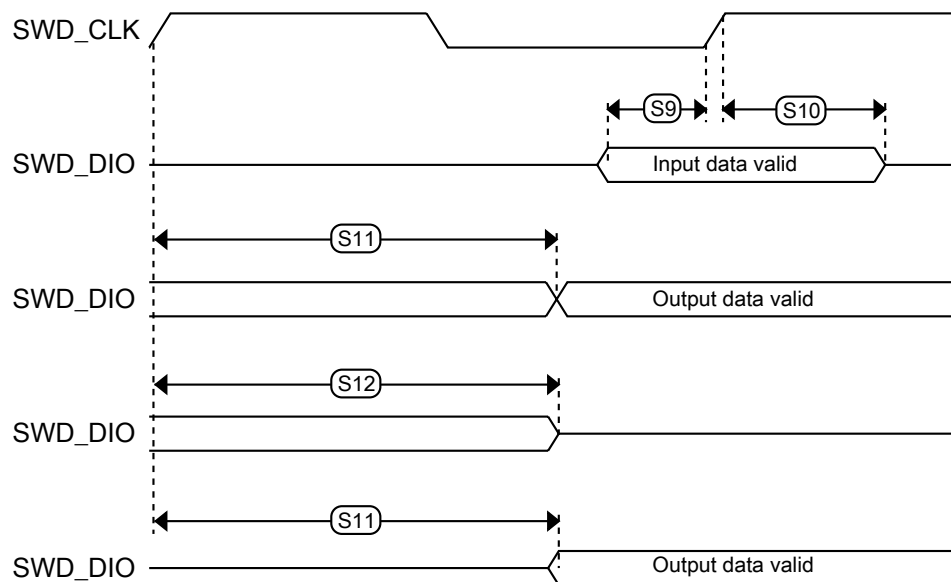 SWD_CLK
S9
S10
SWD_DIO
Input data valid
S11
SWD_DIO
Output data valid
S12
SWD_DIO
S11
SWD_DIO
Output data valid